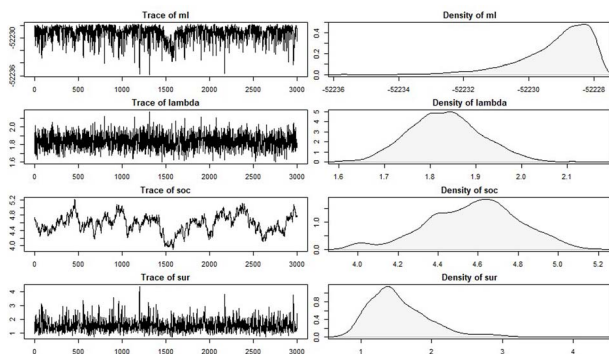 Trace of ml
-52230
-52236
0 500 1000 1500 2000 2500 3000
Density of ml
0.4
0.2
0.0
-52236 -52234 -52232 -52230 -52228
Trace of lambda
2.0
1.8
1.6
0 500 1000 1500 2000 2500 3000
Density of lambda
5
4
3
2
1
0
1.6 1.7 1.8 1.9 2.0 2.1
Trace of soc
5.2
4.8
4.4
4.0
0 500 1000 1500 2000 2500 3000
Density of soc
1.0
0.0
4.0 4.2 4.4 4.6 4.8 5.0 5.2
Trace of sur
4
3
2
1
0 500 1000 1500 2000 2500 3000
Density of sur
0.8
0.4
0.0
1 2 3 4